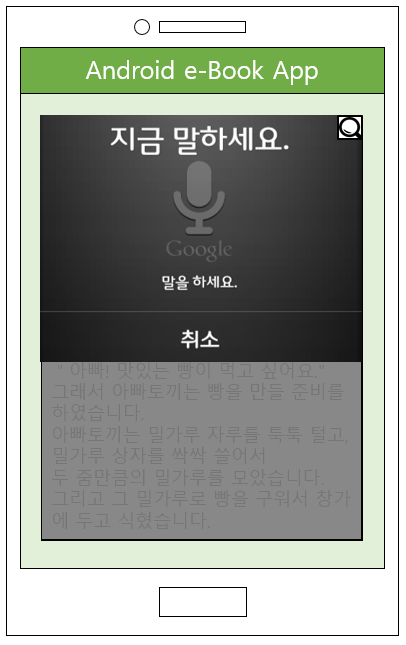 Android e-Book App
지금 말하세요.
Google
말을 하세요.
취소
" 아빠! 맛있는 빵이 먹고 싶어요."
그래서 아빠토끼는 빵을 만들 준비를
하였습니다.
아빠토끼는 밀가루 자루를 툭툭 털고,
밀가루 상자를 싹싹 쓸어서
두 줌만큼의 밀가루를 모았습니다.
그리고 그 밀가루로 빵을 구워서 창가
에 두고 식혔습니다.